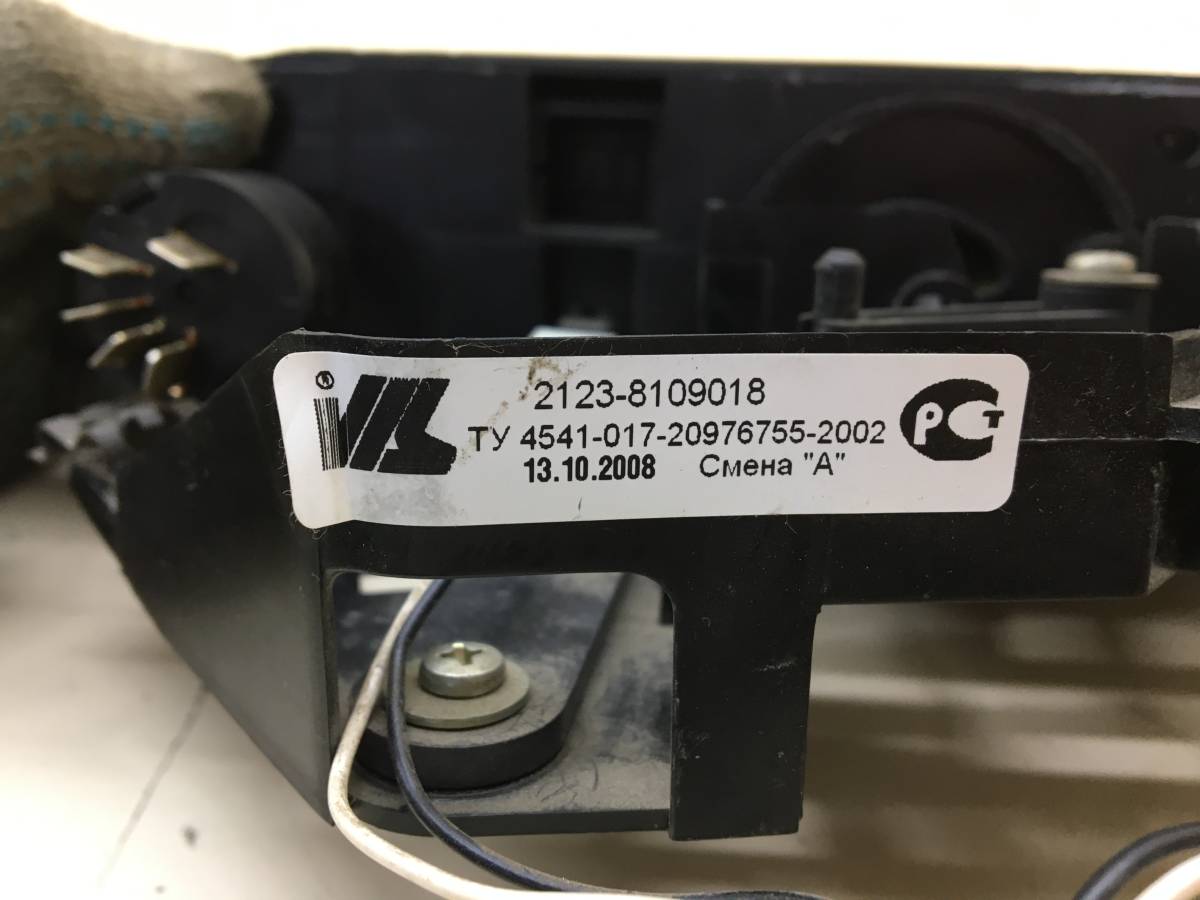 2123-8109018
ТУ 4541-017-20976755-2002
13.10.2008 Смена "А"
РСТ